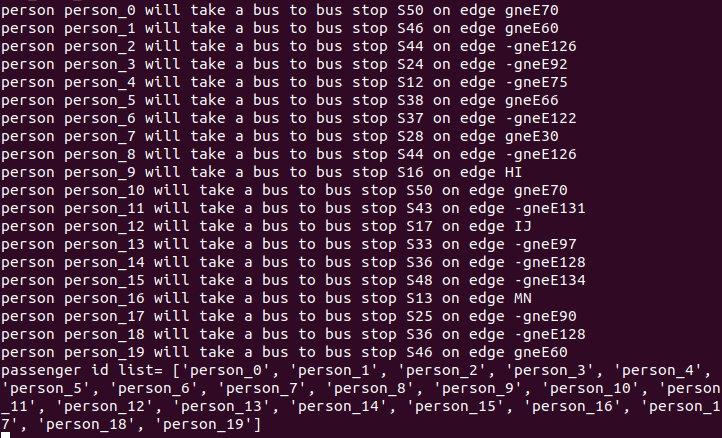 person person_0 will take a bus to bus stop S50 on edge gneE70
person person_1 will take a bus to bus stop S46 on edge gneE60
person person_2 will take a bus to bus stop S44 on edge -gneE126
person person_3 will take a bus to bus stop S24 on edge -gneE92
person person_4 will take a bus to bus stop S12 on edge -gneE75
person person_5 will take a bus to bus stop S38 on edge gneE66
person person_6 will take a bus to bus stop S37 on edge -gneE122
person person_7 will take a bus to bus stop S28 on edge gneE30
person person_8 will take a bus to bus stop S44 on edge -gneE126
person person_9 will take a bus to bus stop S16 on edge HI
person person_10 will take a bus to bus stop S50 on edge gneE70
person person_11 will take a bus to bus stop S43 on edge -gneE131
person person_12 will take a bus to bus stop S17 on edge IJ
person person_13 will take a bus to bus stop S33 on edge -gneE97
person person_14 will take a bus to bus stop S36 on edge -gneE128
person person_15 will take a bus to bus stop S48 on edge -gneE134
person person_16 will take a bus to bus stop S13 on edge MN
person person_17 will take a bus to bus stop S25 on edge -gneE90
person person_18 will take a bus to bus stop S36 on edge -gneE128
person person_19 will take a bus to bus stop S46 on edge gneE60
passenger id list= ['person_0', 'person_1', 'person_2', 'person_3', 'person_4',
'person_5', 'person_6', 'person_7', 'person_8', 'person_9', 'person_10', 'person
_11', 'person_12', 'person_13', 'person_14', 'person_15', 'person_16', 'person_1
7', 'person_18', 'person_19']